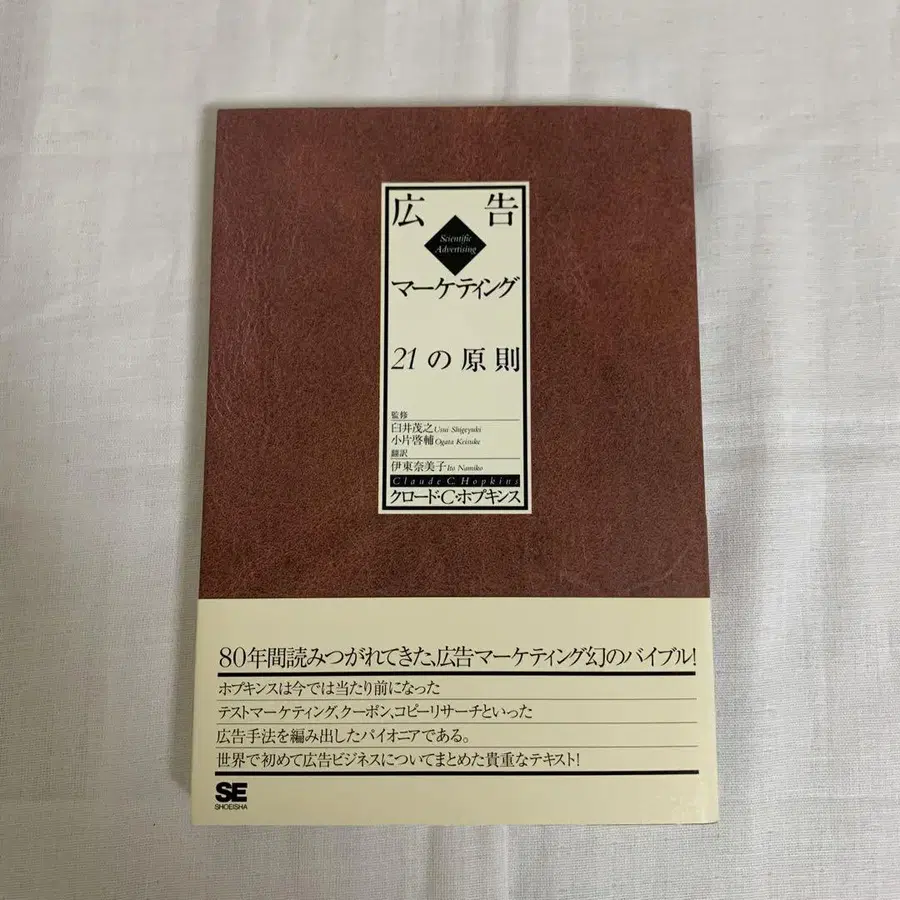 広告
Scientific
Advertising
マーケティング
21の原則
監修
臼井茂之 Usui Shigeyuki
小片啓輔 Ogata Keisuke
翻訳
伊東奈美子 Ito Namiko
Claude C. Hopkins
クロード・C・ホプキンス
80年間読みつがれてきた、広告マーケティング幻のバイブル!
ホプキンスは今では当たり前になった
テストマーケティング、クーポン、コピーリサーチといった
広告手法を編み出したパイオニアである。
世界で初めて広告ビジネスについてまとめた貴重なテキスト!
SE
SHOEISHA